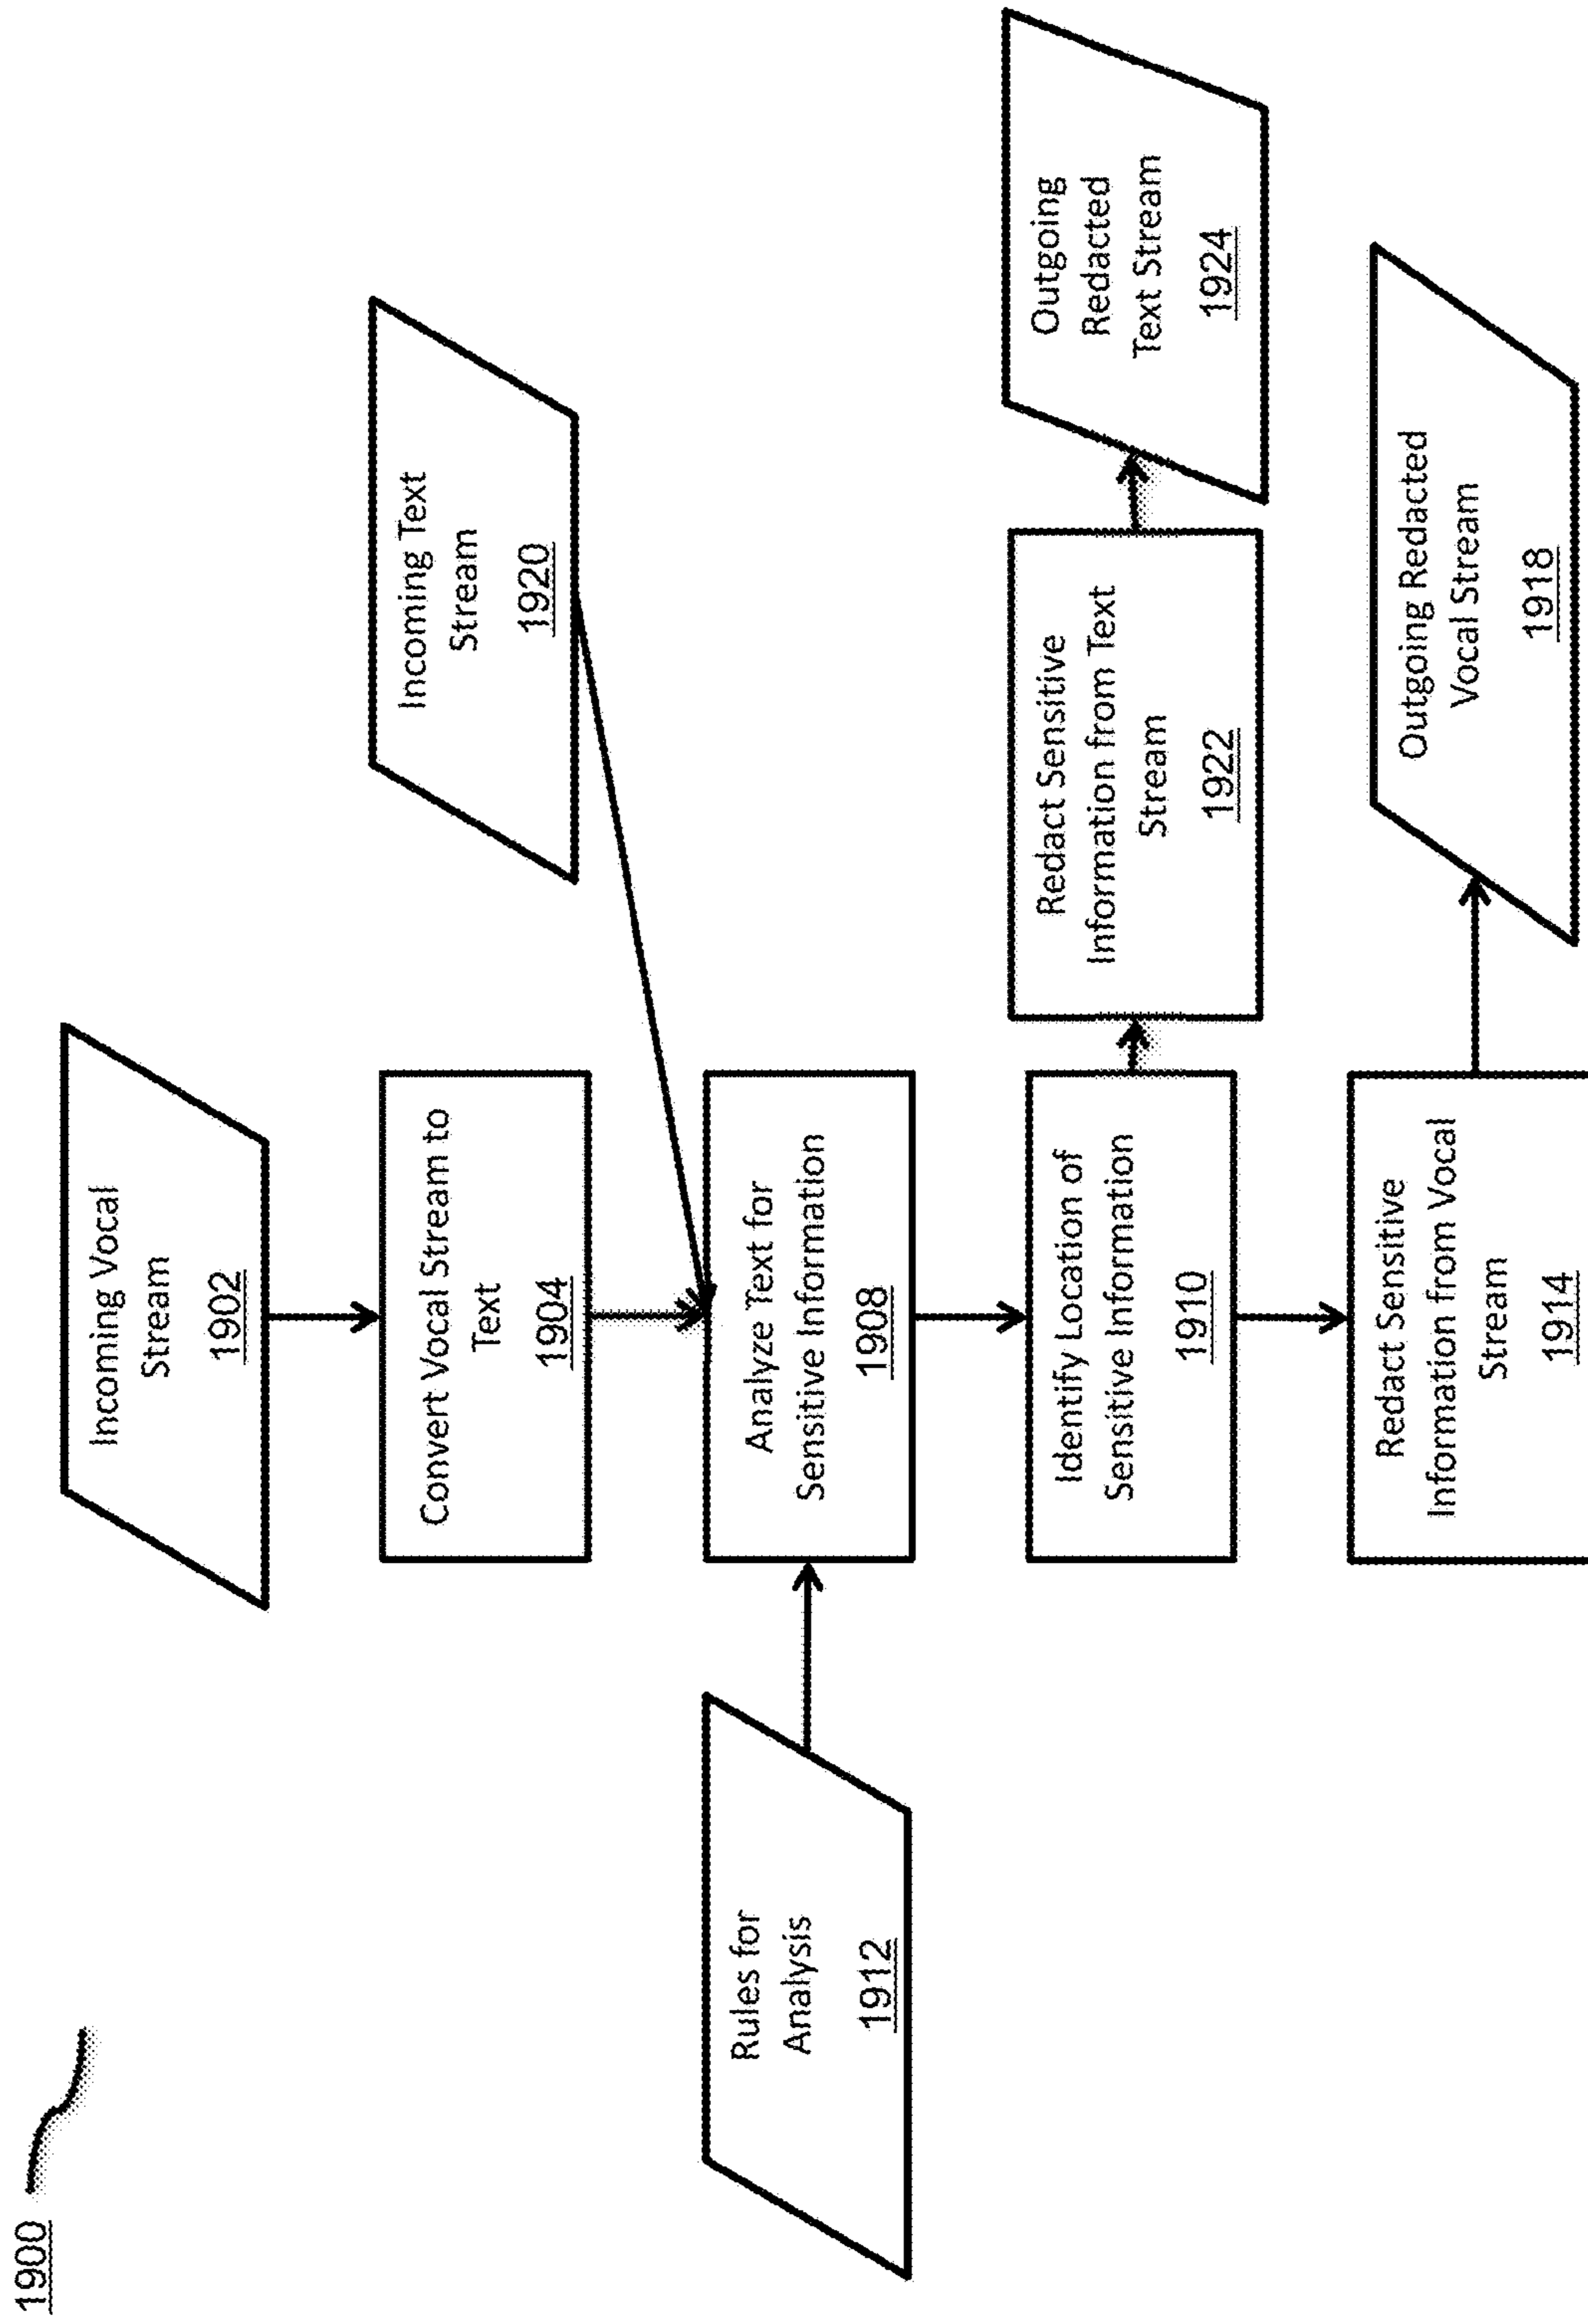 1900
Incoming Vocal
Stream
1902
Incoming Text
Stream
1920
Convert Vocal Stream to
Text
1904
Rules for
Analysis
1912
Analyze Text for
Sensitive Information
1908
Identify Location of
Sensitive Information
1910
Redact Sensitive
Information from Text
Stream
1922
Outgoing
Redacted
Text Stream
1924
Redact Sensitive
Information from Vocal
Stream
1914
Outgoing Redacted
Vocal Stream
1918